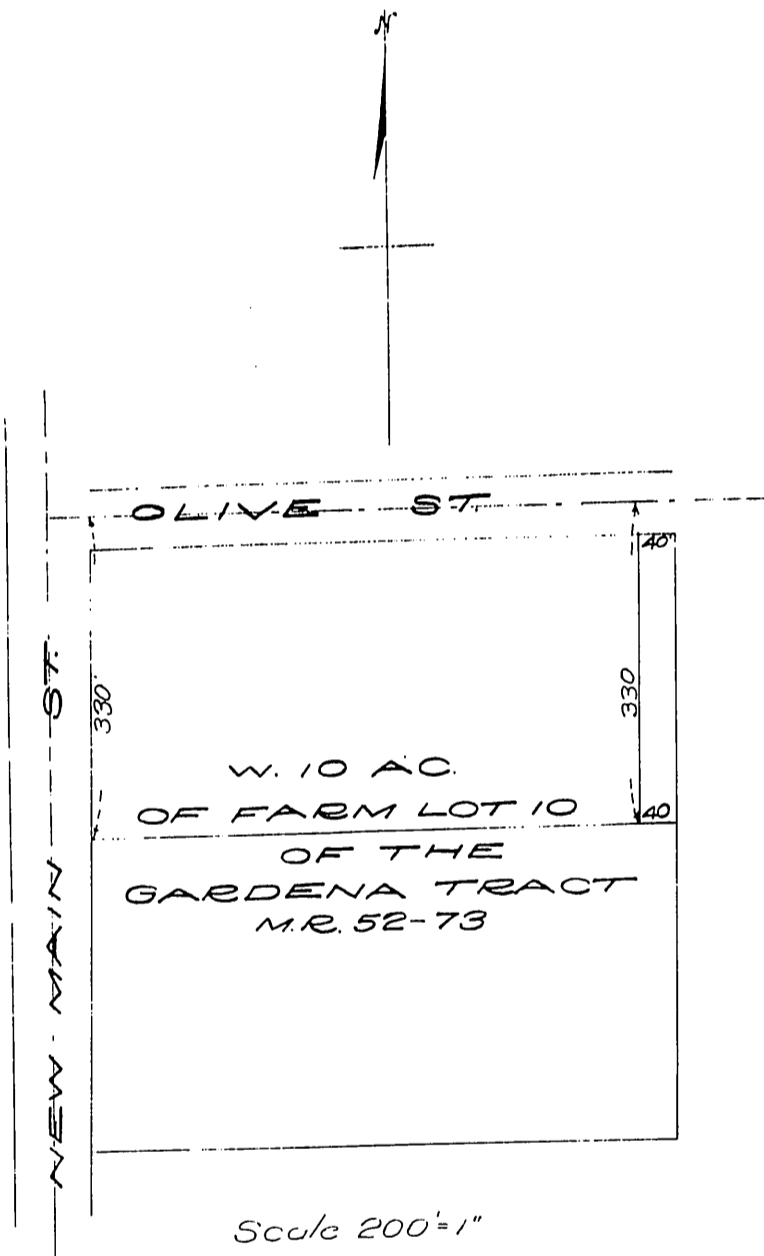 N
OLIVE ST.
40
NEW MAIN ST.
330'
330
W. 10 AC.
OF FARM LOT 10
40
OF THE
GARDENA TRACT
M.R. 52-73
Scale 200'=1"